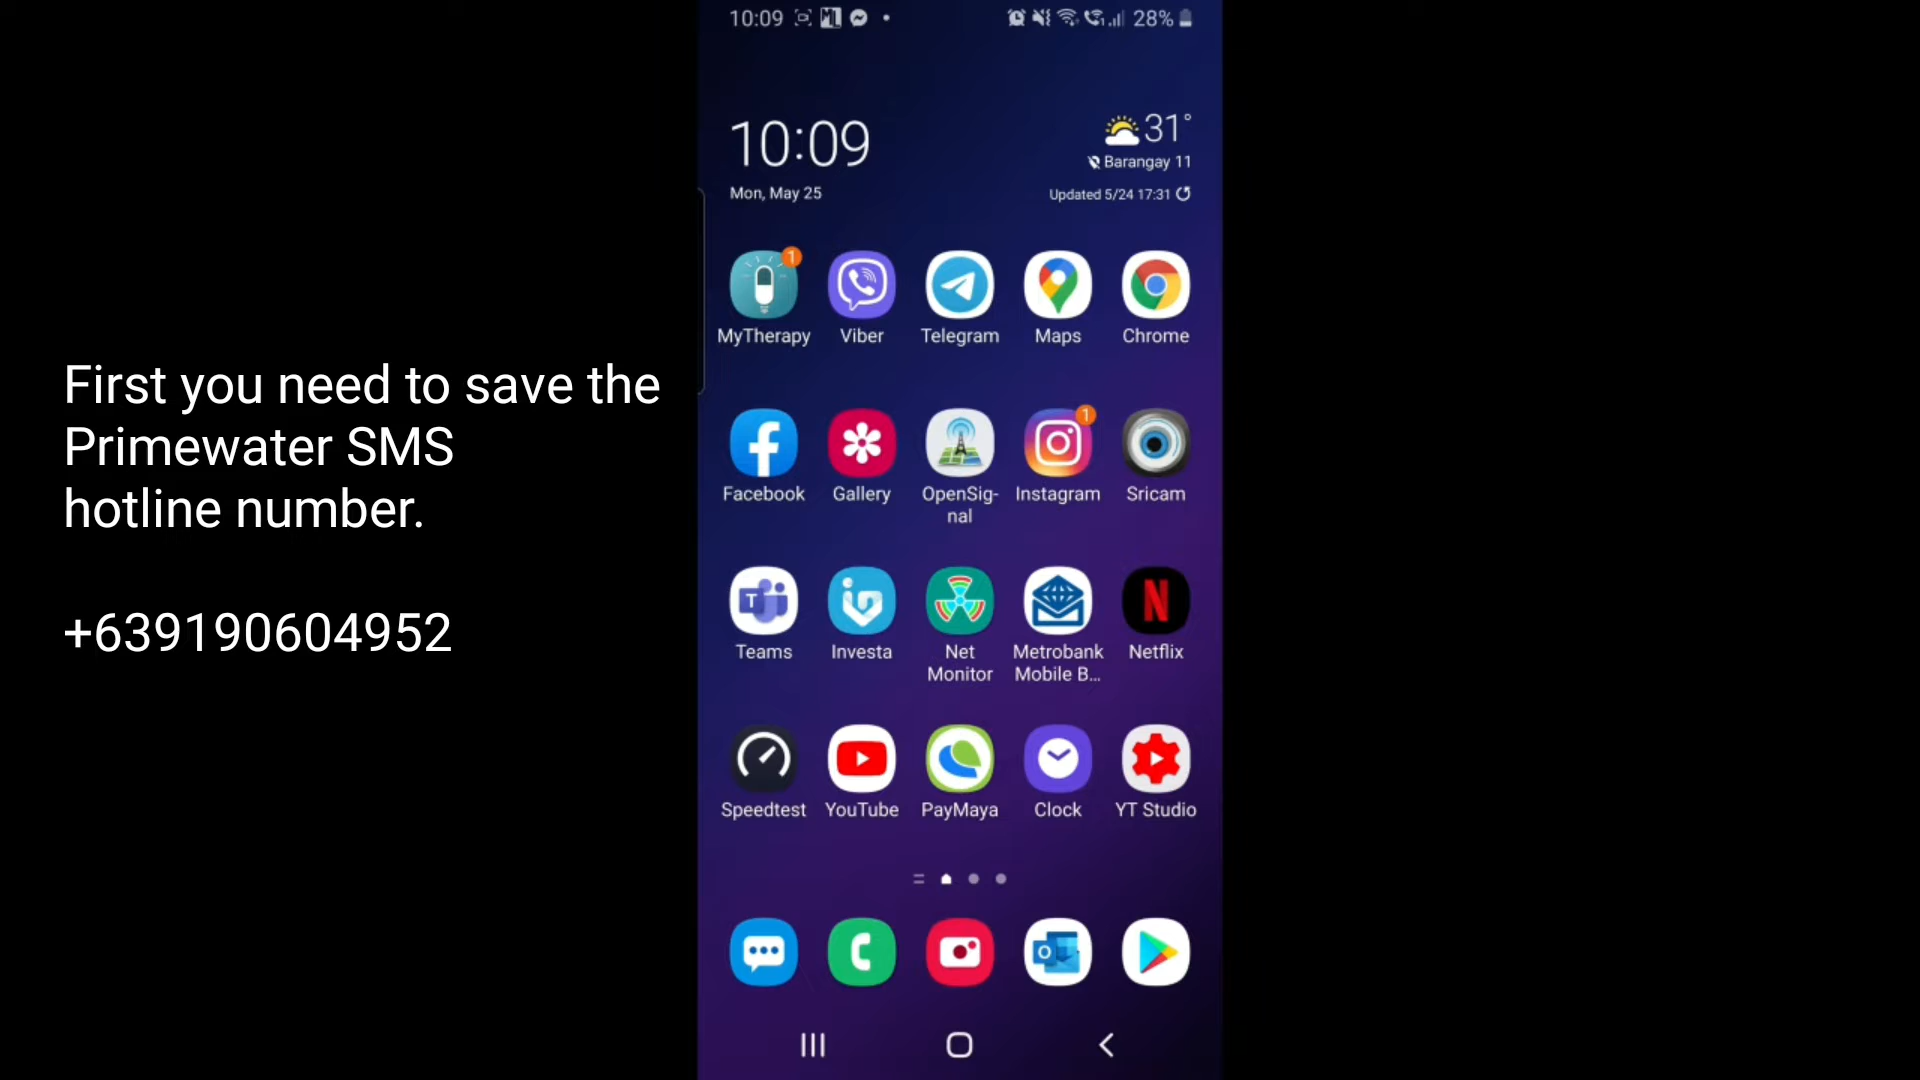 First you need to save the
Primewater SMS
hotline number.
+639190604952
10:09
28%
10:09
31°
Barangay 11
Mon, May 25
Updated 5/24 17:31
1
MyTherapy
Viber
Telegram
Maps
Chrome
1
Facebook
Gallery
OpenSig-
nal
Instagram
Sricam
Teams
Investa
Net
Monitor
Metrobank
Mobile B...
Netflix
Speedtest
YouTube
PayMaya
Clock
YT Studio